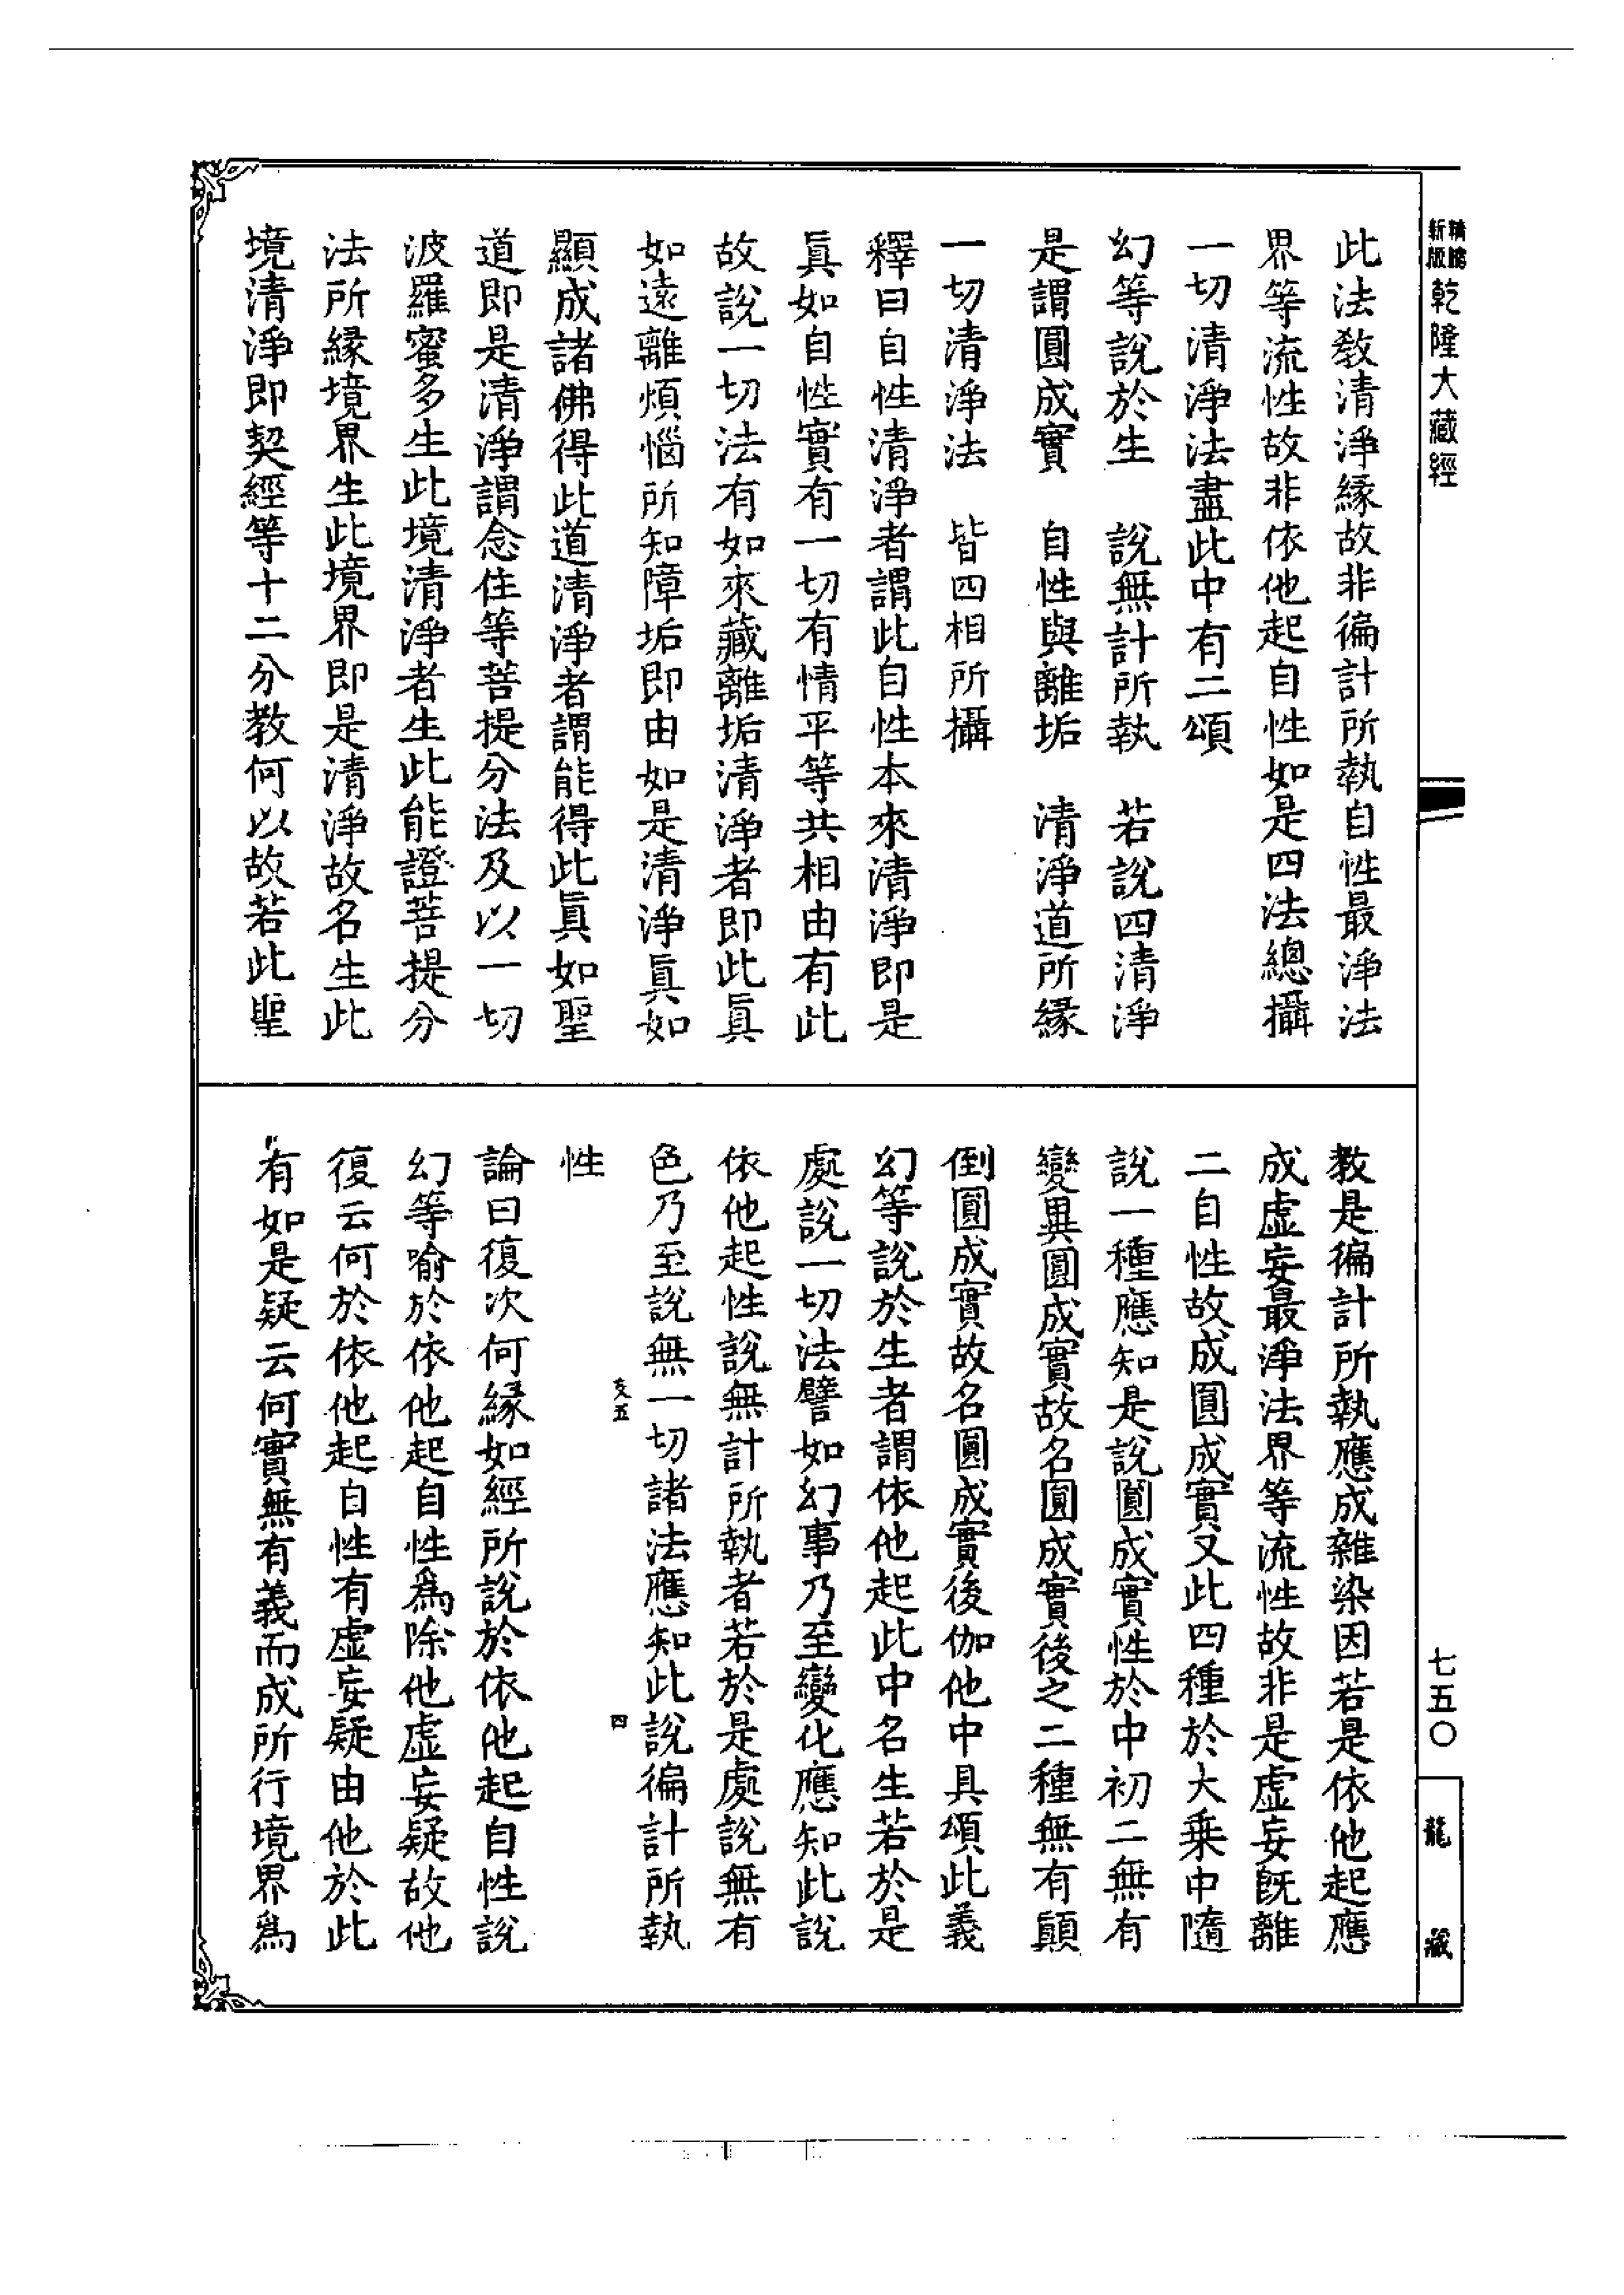 精騰新版乾隆大藏經
此法教清淨緣故非徧計所執自性最淨法
界等流性故非依他起自性如是四法總攝
一切清淨法盡此中有二頌
幻等說於生　說無計所執　若說四清淨
是謂圓成實　自性與離垢　清淨道所緣
一切清淨法　皆四相所攝
釋曰自性清淨者謂此自性本來清淨即是
眞如自性實有一切有情平等共相由有此
故說一切法有如來藏離垢清淨者即此眞
如遠離煩惱所知障垢即由如是清淨眞如
顯成諸佛得此道清淨者謂能得此眞如聖
道即是清淨謂念住等菩提分法及以一切
波羅蜜多生此境清淨者生此能證菩提分
法所緣境界生此境界即是清淨故名生此
境清淨即契經等十二分教何以故若此聖
教是徧計所執應成雜染因若是依他起應
成虛妄最淨法界等流性故非是虛妄既離
二自性故成圓成實又此四種於大乗中隨
說一種應知是說圓成實性於中初二無有
變異圓成實故名圓成實後之二種無有顚
倒圓成實故名圓成實後伽他中具頌此義
幻等說於生者謂依他起此中名生若於是
處說一切法譬如幻事乃至變化應知此說
依他起性說無計所執者若於是處說無有
色乃至說無一切諸法應知此說徧計所執
亥五　四
性
論曰復次何緣如經所說於依他起自性說
幻等喻於依他起自性爲除他虛妄疑故他
復云何於依他起自性有虛妄疑由他於此
有如是疑云何實無有義而成所行境界爲
七五〇
龍藏